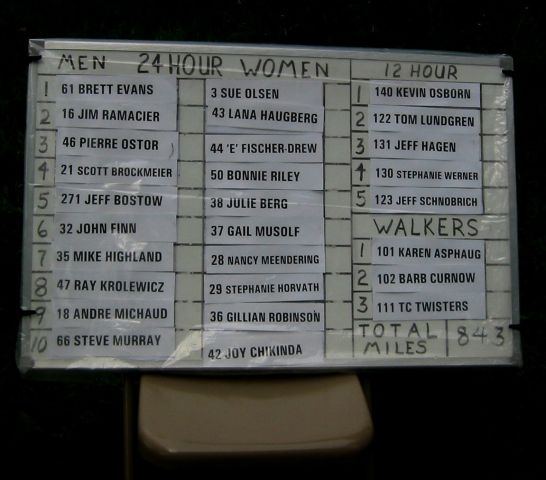 MEN 24 HOUR WOMEN
1 61 BRETT EVANS 3 SUE OLSEN
2 16 JIM RAMACIER 43 LANA HAUGBERG
3 46 PIERRE OSTOR 44 'E' FISCHER-DREW
4 21 SCOTT BROCKMEIER 50 BONNIE RILEY
5 271 JEFF BOSTOW 38 JULIE BERG
6 32 JOHN FINN 37 GAIL MUSOLF
7 35 MIKE HIGHLAND 28 NANCY MEENDERING
8 47 RAY KROLEWICZ 29 STEPHANIE HORVATH
9 18 ANDRE MICHAUD 36 GILLIAN ROBINSON
10 66 STEVE MURRAY 42 JOY CHIKINDA
12 HOUR
1 140 KEVIN OSBORN
2 122 TOM LUNDGREN
3 131 JEFF HAGEN
4 130 STEPHANIE WERNER
5 123 JEFF SCHNOBRICH
WALKERS
1 101 KAREN ASPHAUG
2 102 BARB CURNOW
3 111 TC TWISTERS
TOTAL MILES 843